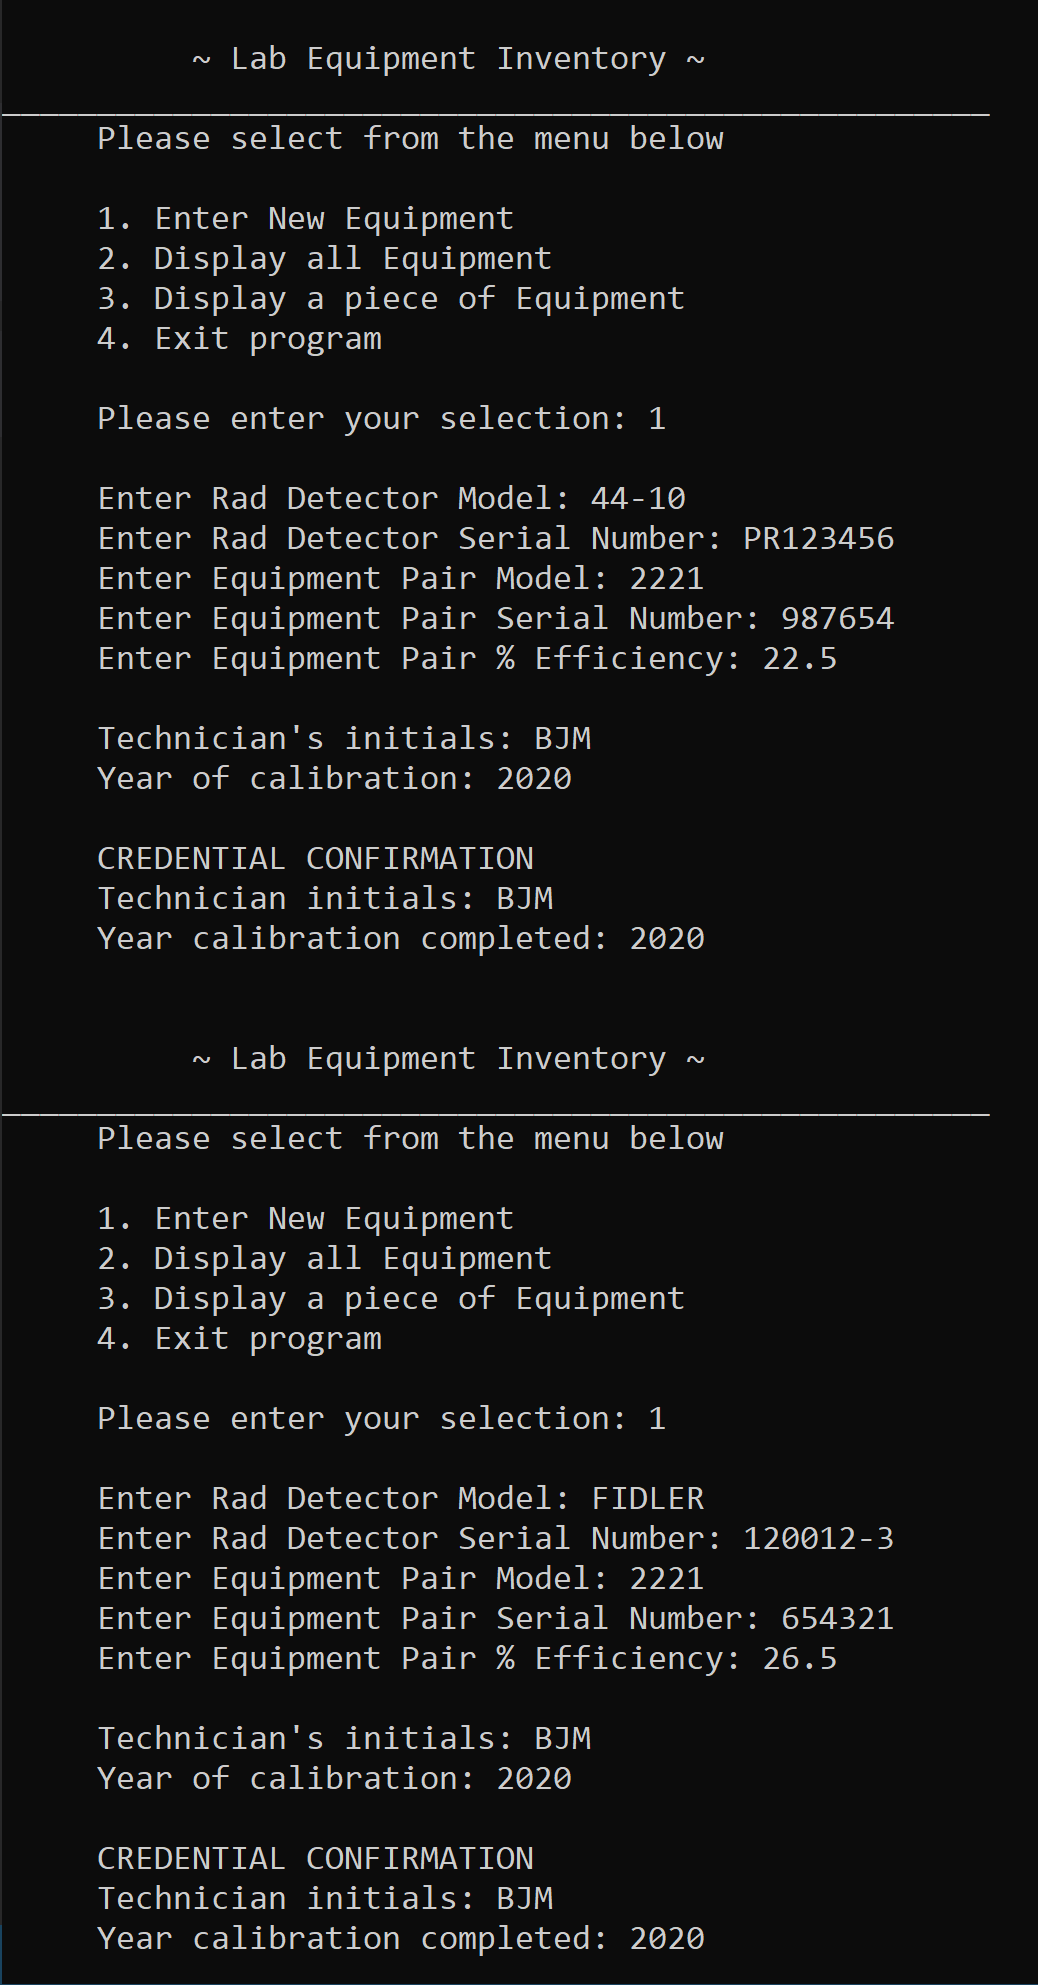 ~ Lab Equipment Inventory ~
____________________________________________________
Please select from the menu below
1. Enter New Equipment
2. Display all Equipment
3. Display a piece of Equipment
4. Exit program
Please enter your selection: 1
Enter Rad Detector Model: 44-10
Enter Rad Detector Serial Number: PR123456
Enter Equipment Pair Model: 2221
Enter Equipment Pair Serial Number: 987654
Enter Equipment Pair % Efficiency: 22.5
Technician's initials: BJM
Year of calibration: 2020
CREDENTIAL CONFIRMATION
Technician initials: BJM
Year calibration completed: 2020
~ Lab Equipment Inventory ~
____________________________________________________
Please select from the menu below
1. Enter New Equipment
2. Display all Equipment
3. Display a piece of Equipment
4. Exit program
Please enter your selection: 1
Enter Rad Detector Model: FIDLER
Enter Rad Detector Serial Number: 120012-3
Enter Equipment Pair Model: 2221
Enter Equipment Pair Serial Number: 654321
Enter Equipment Pair % Efficiency: 26.5
Technician's initials: BJM
Year of calibration: 2020
CREDENTIAL CONFIRMATION
Technician initials: BJM
Year calibration completed: 2020